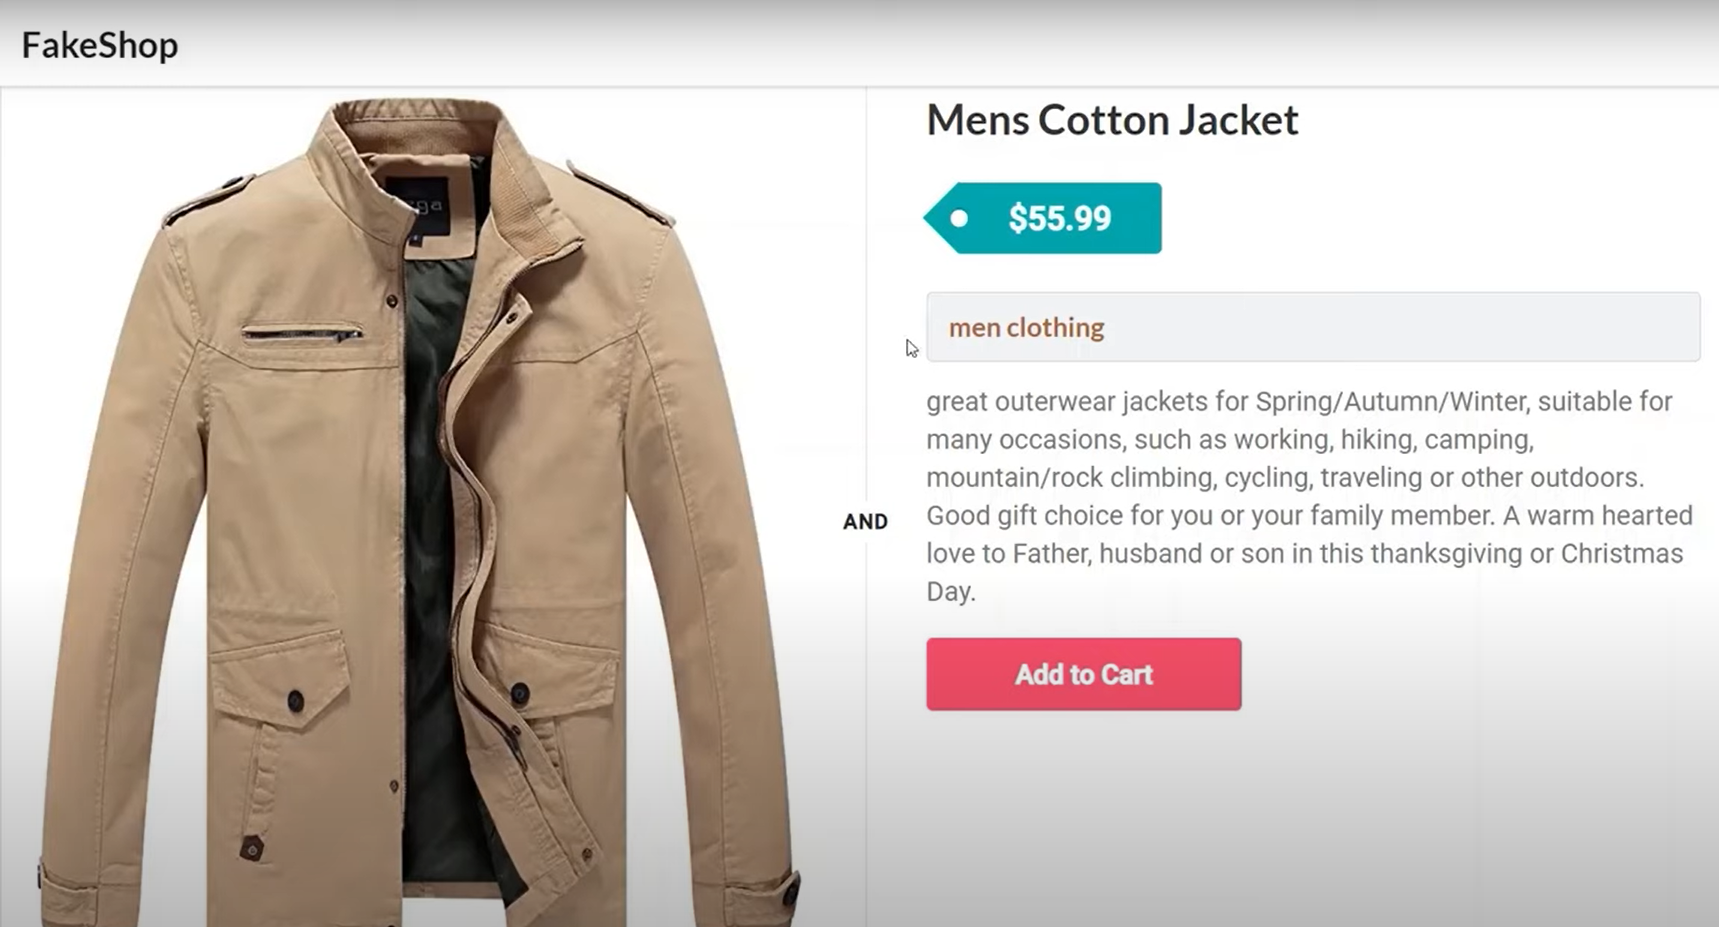 FakeShop
Mens Cotton Jacket
$55.99
men clothing
great outerwear jackets for Spring/Autumn/Winter, suitable for
many occasions, such as working, hiking, camping,
mountain/rock climbing, cycling, traveling or other outdoors.
Good gift choice for you or your family member. A warm hearted
love to Father, husband or son in this thanksgiving or Christmas
Day.
AND
Add to Cart